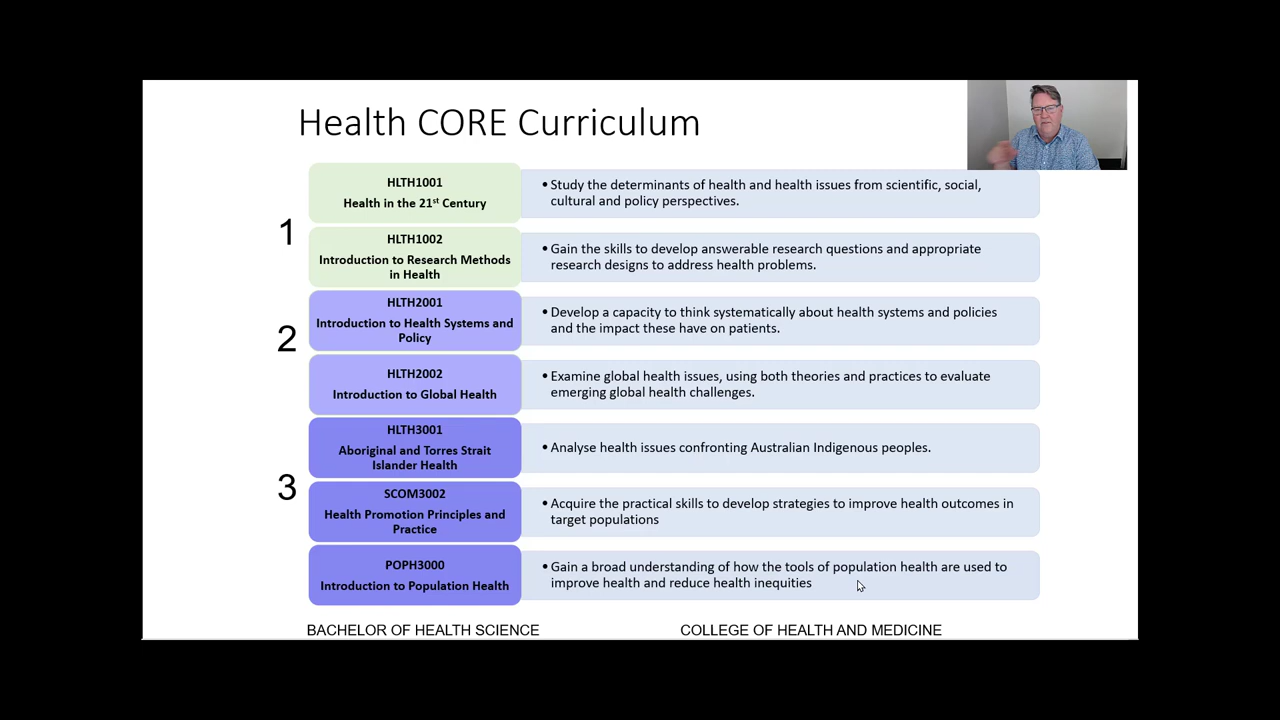 Health CORE Curriculum
1
HLTH1001
Health in the 21st Century
• Study the determinants of health and health issues from scientific, social,
cultural and policy perspectives.
HLTH1002
Introduction to Research Methods
in Health
• Gain the skills to develop answerable research questions and appropriate
research designs to address health problems.
2
HLTH2001
Introduction to Health Systems and
Policy
• Develop a capacity to think systematically about health systems and policies
and the impact these have on patients.
HLTH2002
Introduction to Global Health
• Examine global health issues, using both theories and practices to evaluate
emerging global health challenges.
3
HLTH3001
Aboriginal and Torres Strait
Islander Health
• Analyse health issues confronting Australian Indigenous peoples.
SCOM3002
Health Promotion Principles and
Practice
• Acquire the practical skills to develop strategies to improve health outcomes in
target populations
POPH3000
Introduction to Population Health
• Gain a broad understanding of how the tools of population health are used to
improve health and reduce health inequities
BACHELOR OF HEALTH SCIENCE
COLLEGE OF HEALTH AND MEDICINE